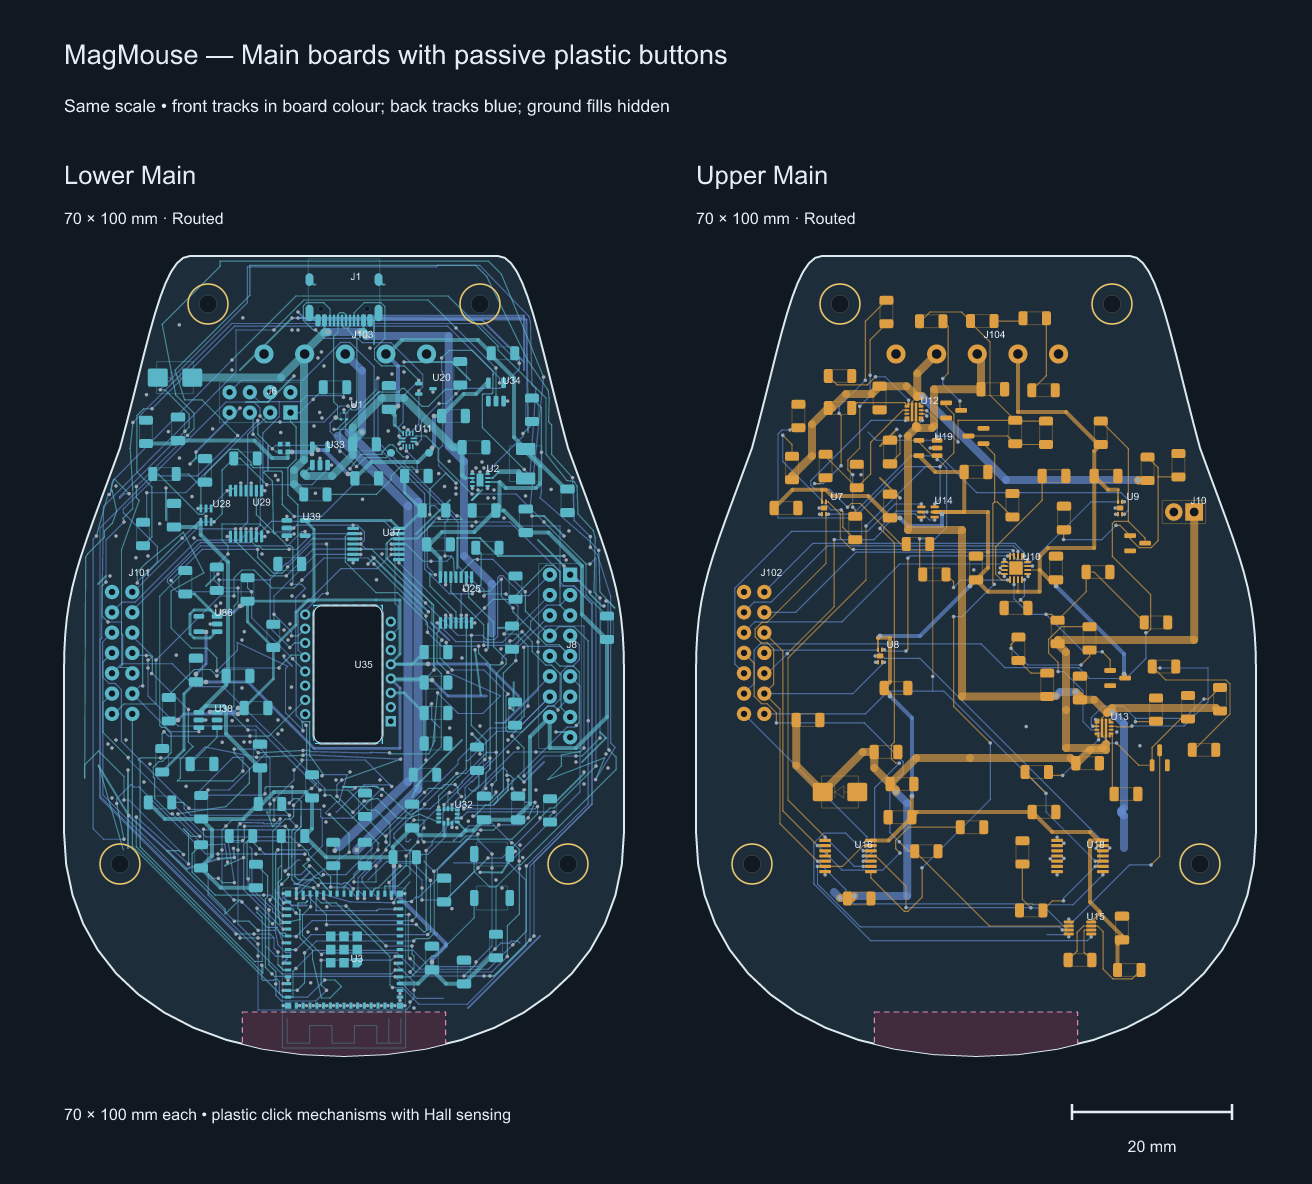 MagMouse — Main boards with passive plastic buttons
Same scale • front tracks in board colour; back tracks blue; ground fills hidden
Lower Main
Upper Main
70 × 100 mm · Routed
70 × 100 mm · Routed
J1
J103
J104
U20
U34
J6
U1
U12
U11
U33
U19
U2
U28
U29
U39
U7
U14
U9
J10
U37
U10
J101
U25
J102
U86
J8
U8
U35
U38
U13
U32
U16
U18
U15
U3
70 × 100 mm each • plastic click mechanisms with Hall sensing
20 mm